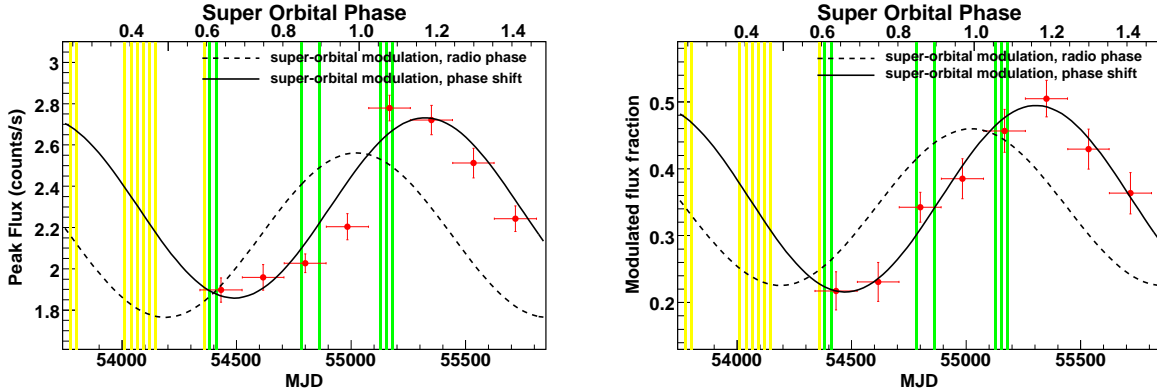 Super Orbital Phase
0.4 0.6 0.8 1 1.2 1.4
super-orbital modulation, radio phase
super-orbital modulation, phase shift
3
2.8
2.6
2.4
2.2
2
1.8
Peak Flux (counts/s)
54000 54500 55000 55500
MJD
Super Orbital Phase
0.4 0.6 0.8 1 1.2 1.4
super-orbital modulation, radio phase
super-orbital modulation, phase shift
0.5
0.4
0.3
0.2
Modulated flux fraction
54000 54500 55000 55500
MJD